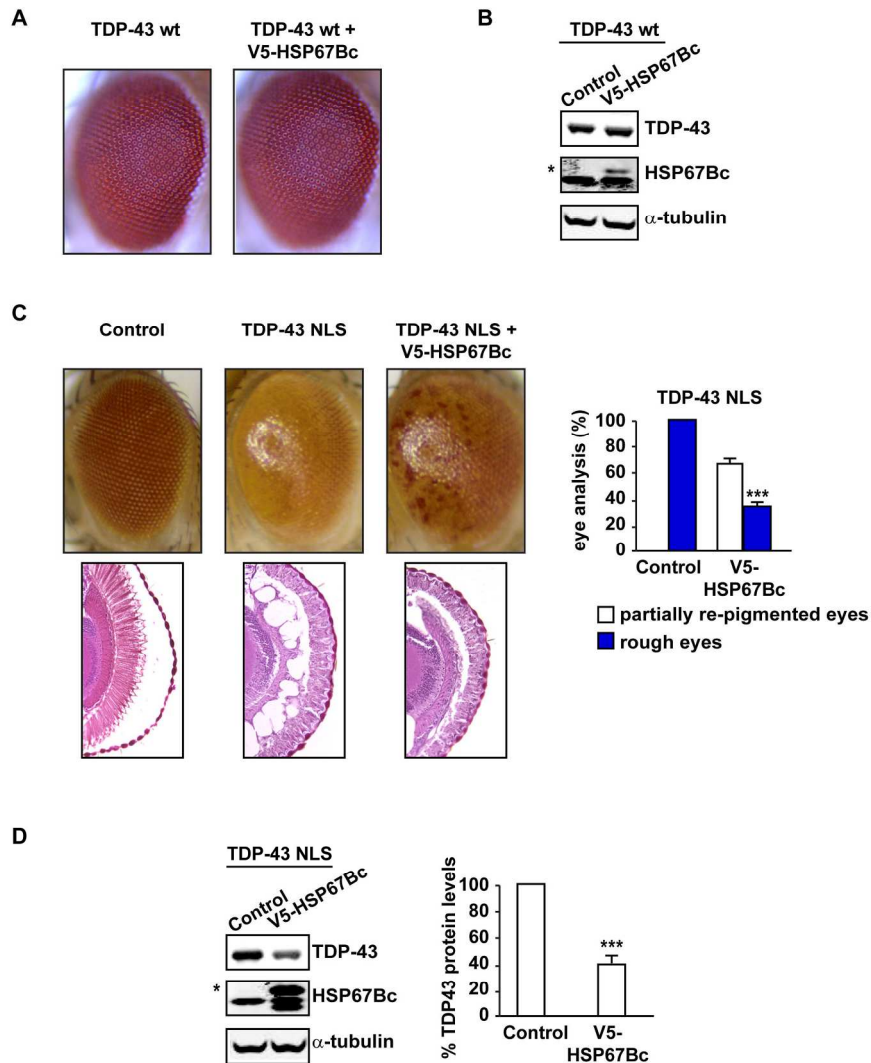 A
TDP-43 wt
TDP-43 wt +
V5-HSP67Bc
B
TDP-43 wt
Control
V5-HSP67Bc
TDP-43
*
HSP67Bc
α-tubulin
C
Control
TDP-43 NLS
TDP-43 NLS +
V5-HSP67Bc
TDP-43 NLS
eye analysis (%)
100
80
60
40
20
0
***
Control
V5-
HSP67Bc
partially re-pigmented eyes
rough eyes
D
TDP-43 NLS
Control
V5-HSP67Bc
TDP-43
*
HSP67Bc
α-tubulin
% TDP43 protein levels
100
80
60
40
20
0
***
Control
V5-
HSP67Bc